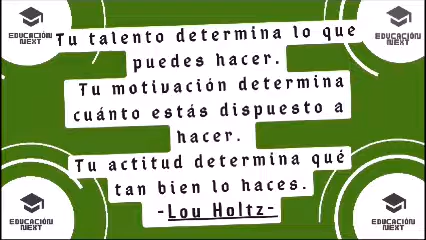 EDUCACIÓN
NEXT
EDUCACIÓN
NEXT
Tu talento determina lo que
puedes hacer.
Tu motivación determina
cuánto estás dispuesto a
hacer.
Tu actitud determina qué
tan bien lo haces.
-Lou Holtz-
EDUCACIÓN
NEXT
EDUCACIÓN
NEXT